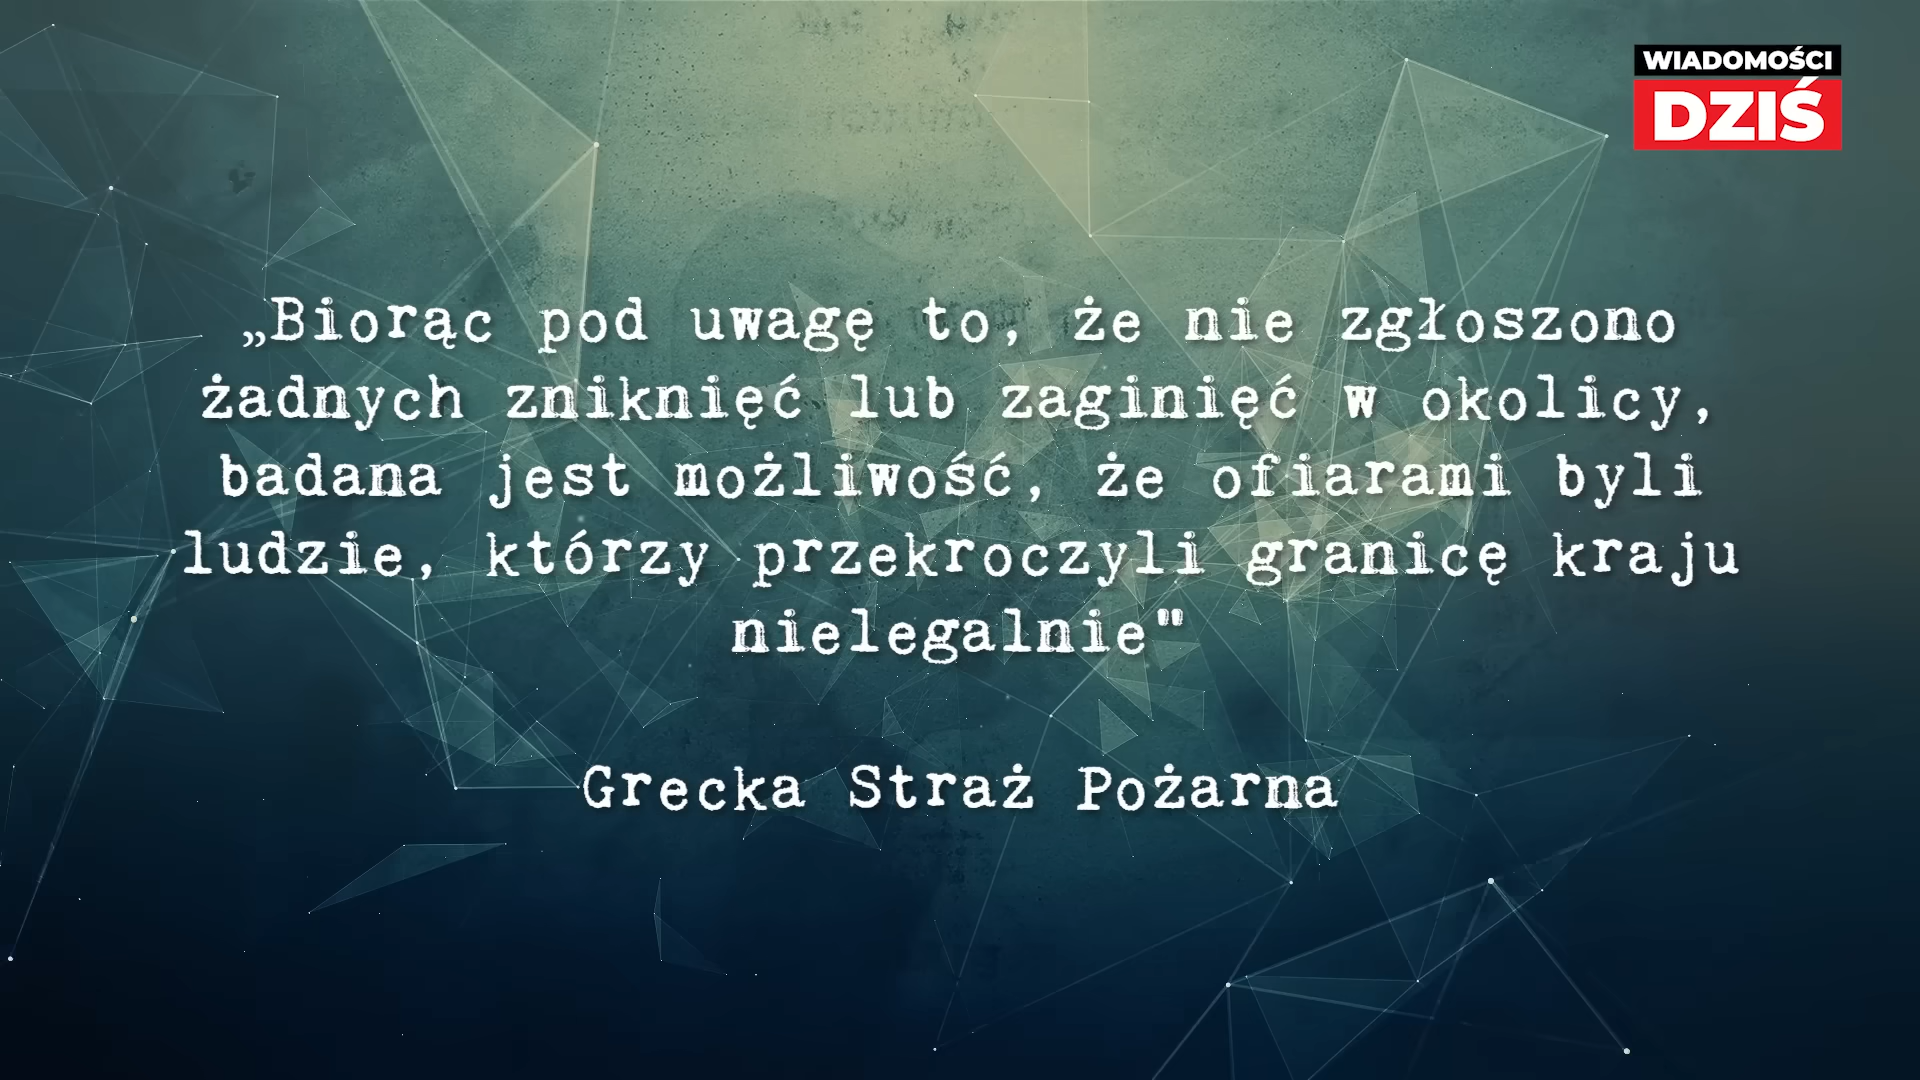 WIADOMOŚCI
DZIŚ
„Biorąc pod uwagę to, że nie zgłoszono
żadnych zniknięć lub zaginięć w okolicy,
badana jest możliwość, że ofiarami byli
ludzie, którzy przekroczyli granicę kraju
nielegalnie"
Grecka Straż Pożarna